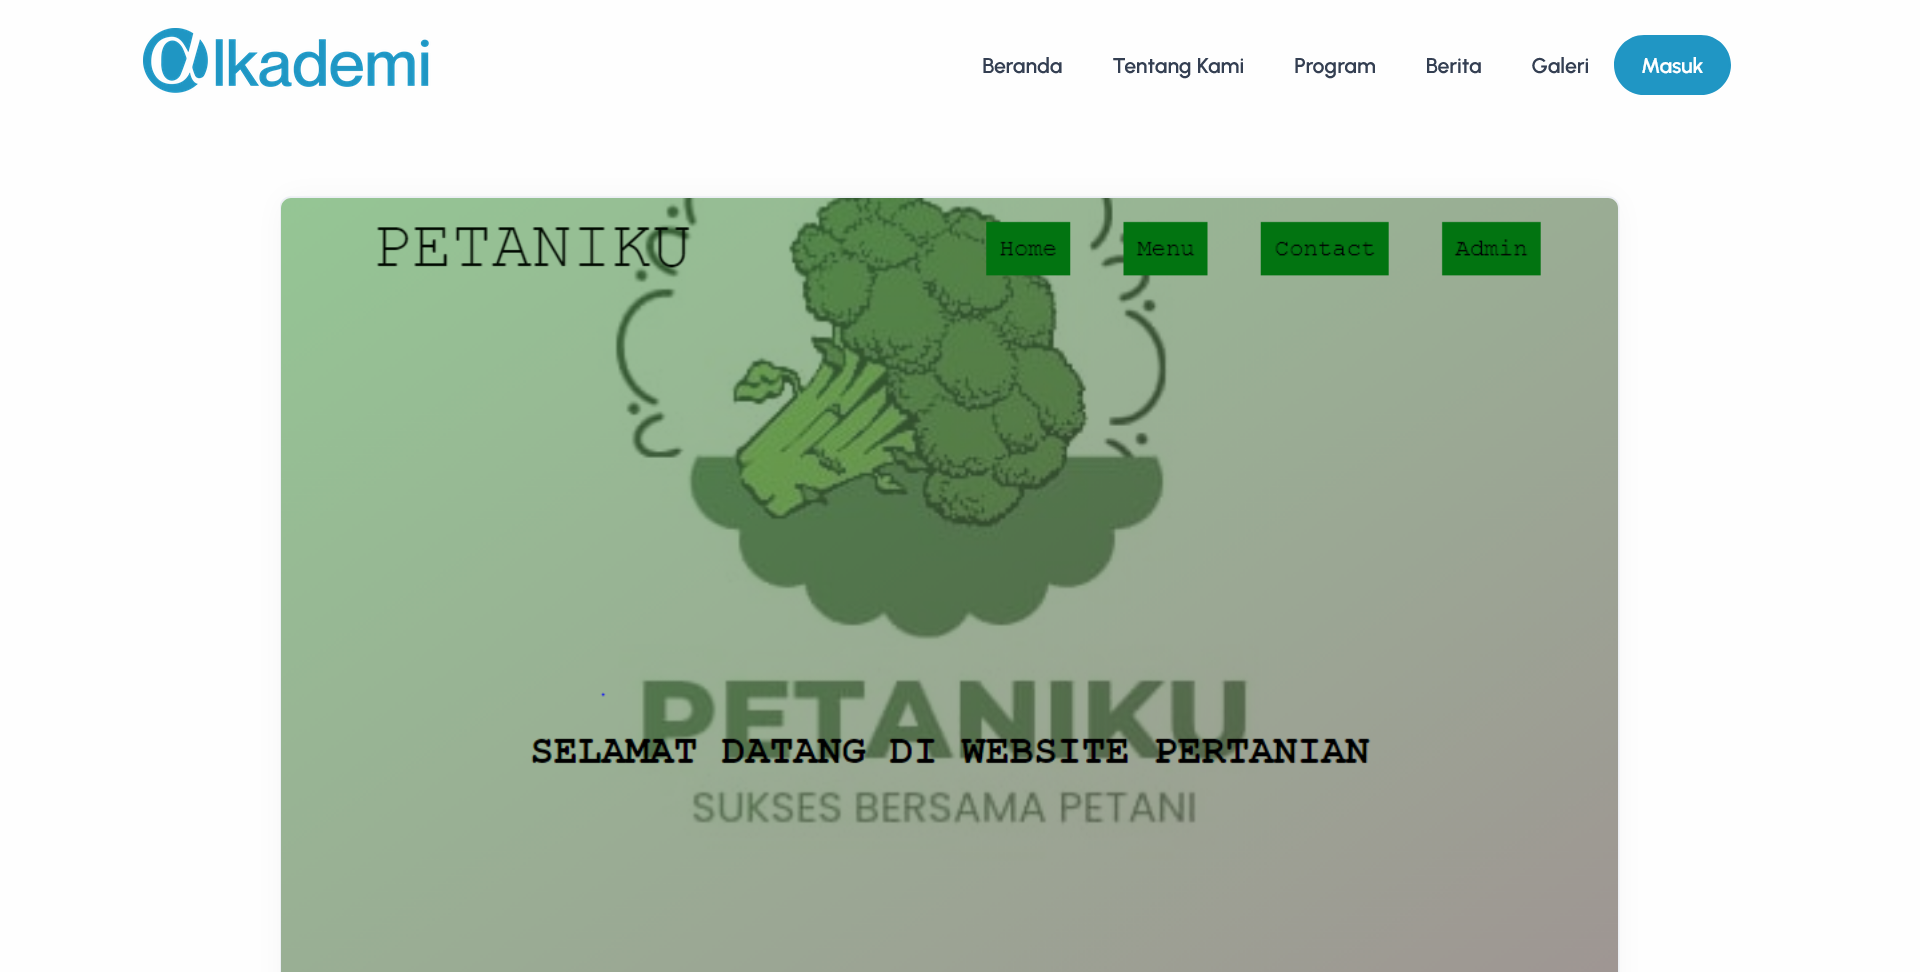 alkademi
Beranda Tentang Kami Program Berita Galeri Masuk
PETANIKU Home Menu Contact Admin
PETANIKU
SELAMAT DATANG DI WEBSITE PERTANIAN
SUKSES BERSAMA PETANI